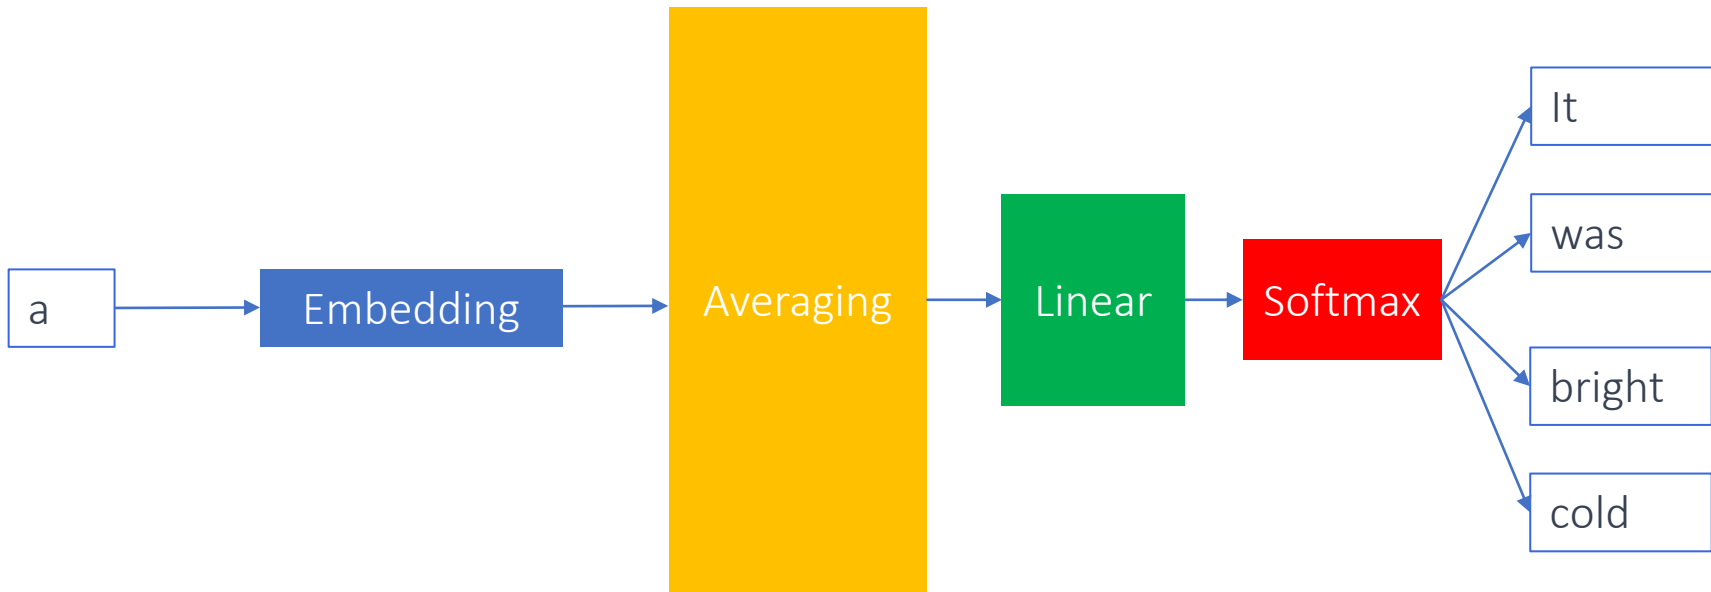 a
Embedding
Averaging
Linear
Softmax
It
was
bright
cold